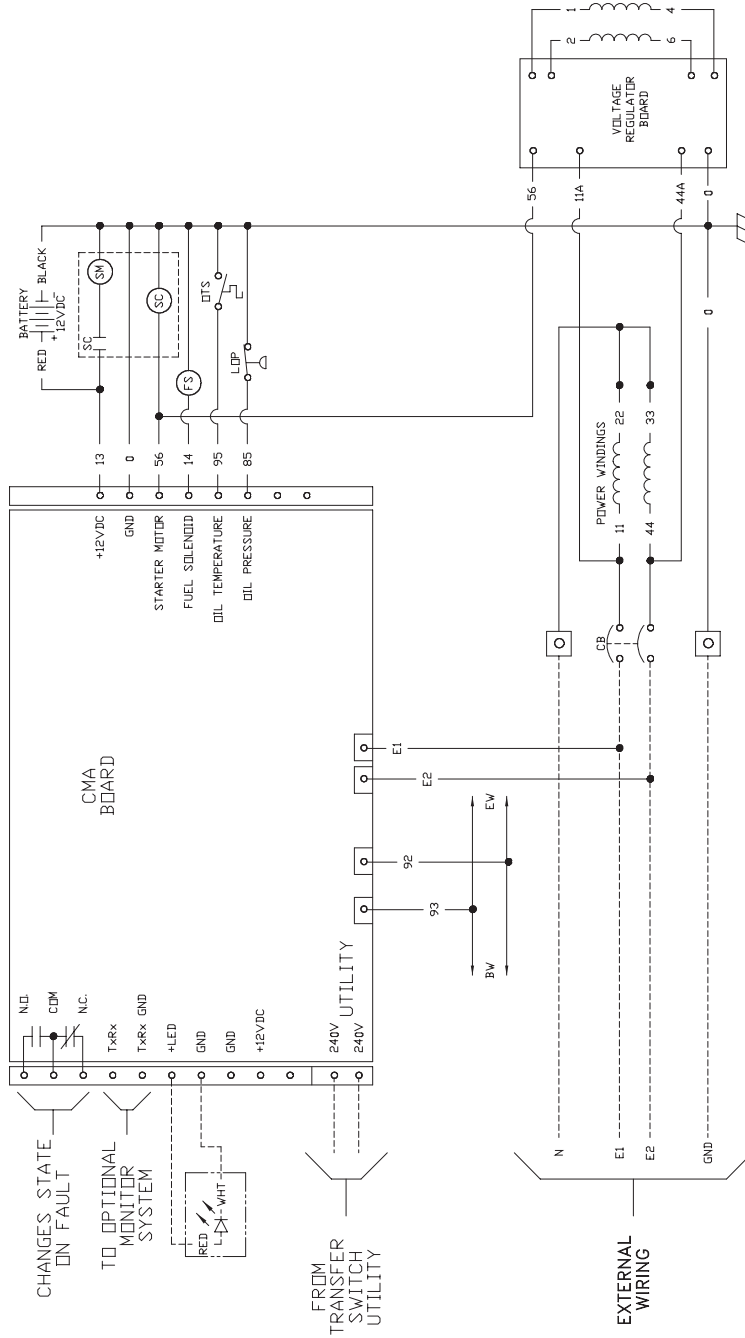 CHANGES STATE
ON FAULT
TO OPTIONAL
MONITOR
SYSTEM
RED
WHT
FROM
TRANSFER
SWITCH
UTILITY
EXTERNAL
WIRING
N.O.
COM
N.C.
TxRx
TxRx GND
+LED
GND
GND
+12VDC
240V
240V
UTILITY
CMA
BOARD
93
92
E2
E1
BW
EW
+12VDC
GND
STARTER MOTOR
FUEL SOLENOID
OIL TEMPERATURE
OIL PRESSURE
13
0
56
14
95
85
BATTERY
RED
+12VDC
BLACK
SC
SM
SC
FS
OTS
LOP
N
E1
E2
GND
CB
POWER WINDINGS
11
22
44
33
0
56
11A
44A
0
VOLTAGE
REGULATOR
BOARD
1
4
2
6